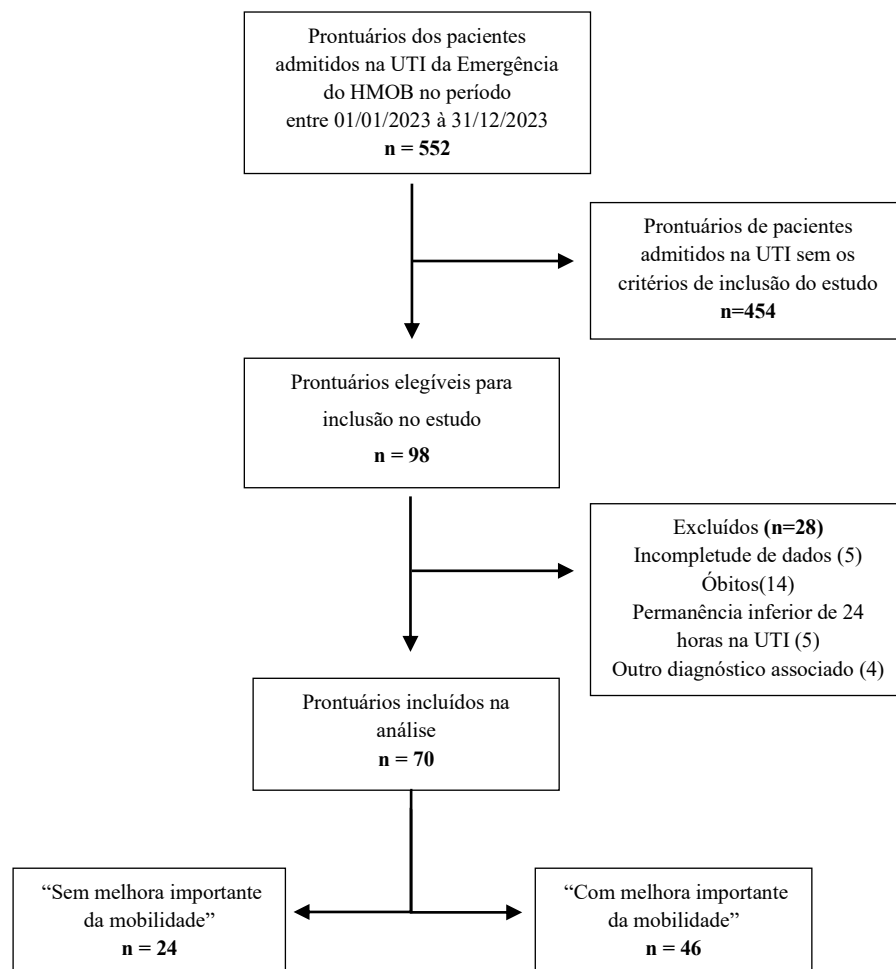 Prontuários dos pacientes
admitidos na UTI da Emergência
do HMOB no período
entre 01/01/2023 à 31/12/2023
n = 552
Prontuários de pacientes
admitidos na UTI sem os
critérios de inclusão do estudo
n=454
Prontuários elegíveis para
inclusão no estudo
n = 98
Excluídos (n=28)
Incompletude de dados (5)
Óbitos(14)
Permanência inferior de 24
horas na UTI (5)
Outro diagnóstico associado (4)
Prontuários incluídos na
análise
n = 70
“Sem melhora importante
da mobilidade”
n = 24
“Com melhora importante
da mobilidade”
n = 46